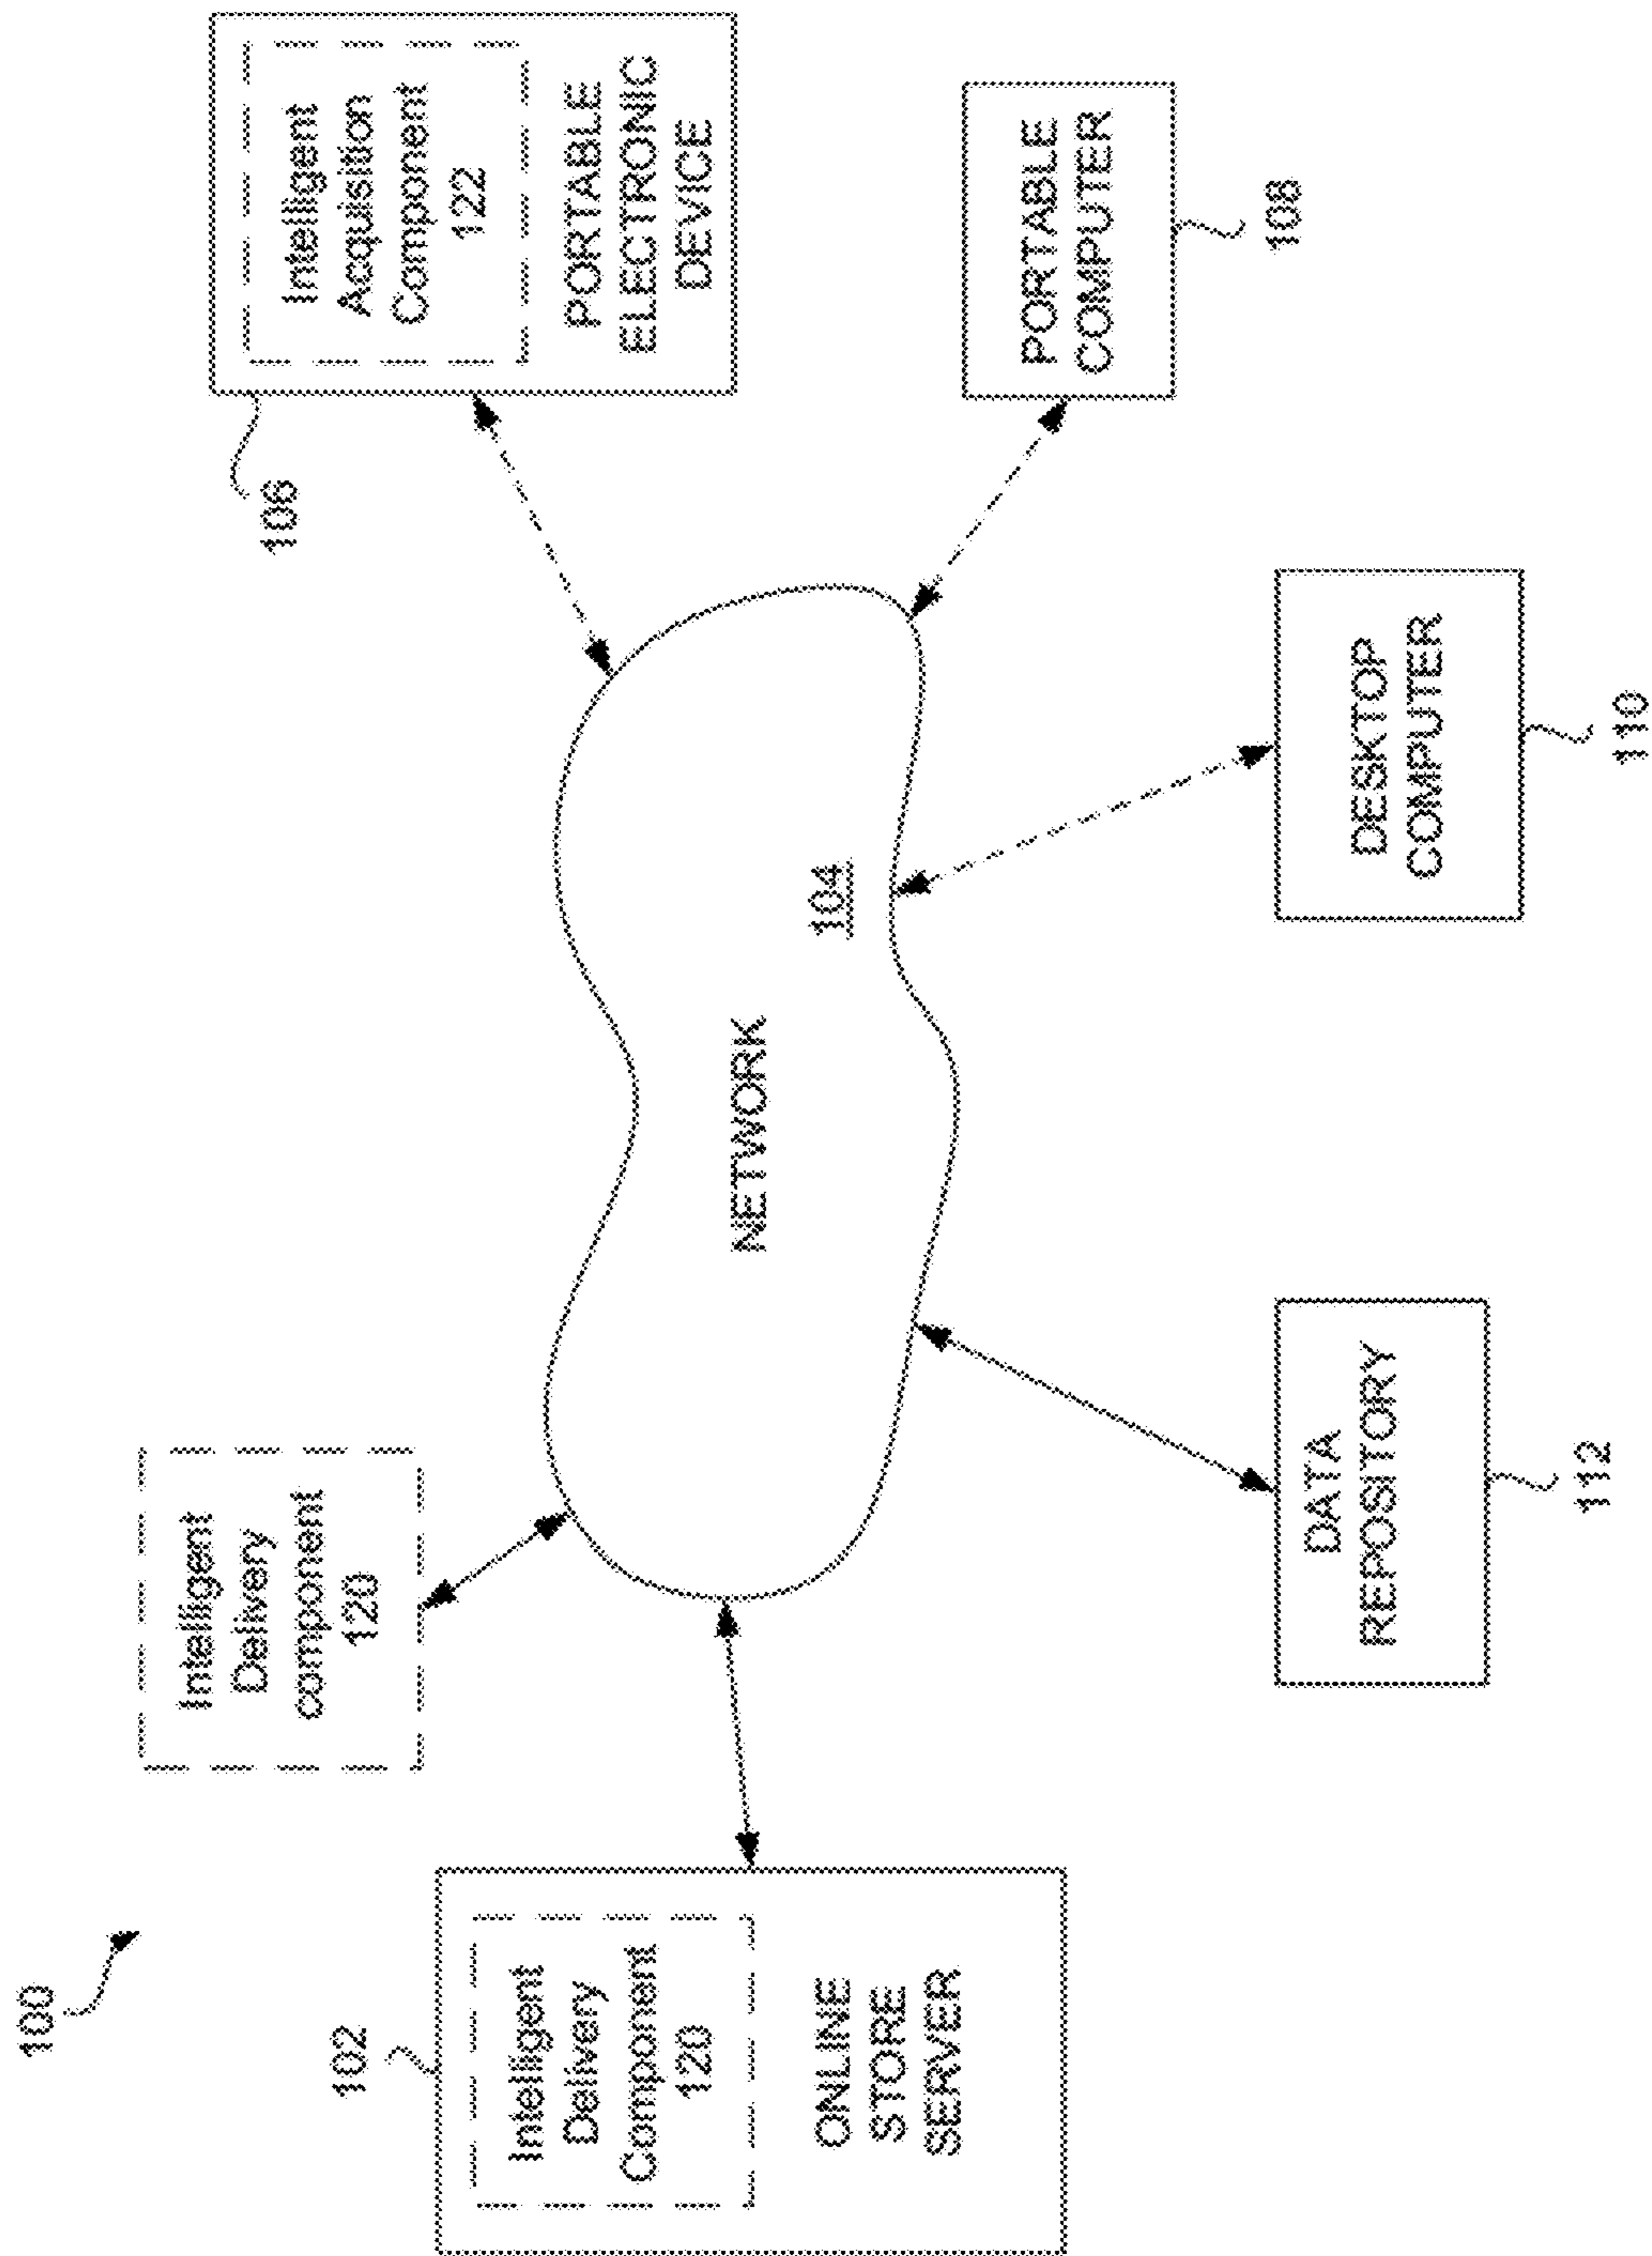 100
102
Intelligent
Delivery
Component
120
ONLINE
STORE
SERVER
Intelligent
Delivery
component
120
NETWORK
104
106
Intelligent
Acquisition
Component
122
PORTABLE
ELECTRONIC
DEVICE
PORTABLE
COMPUTER
108
DESKTOP
COMPUTER
110
DATA
REPOSITORY
112